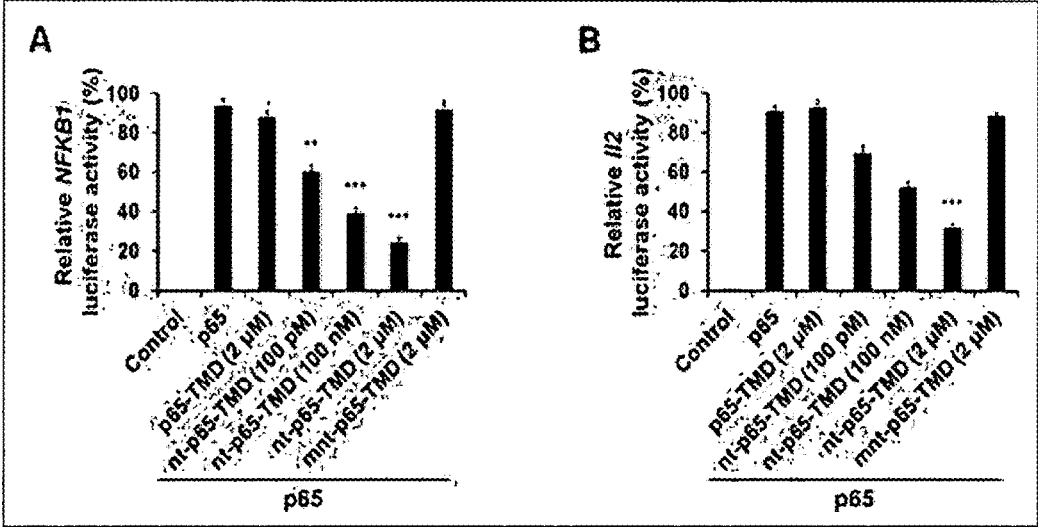 A
Relative NFKB1
luciferase activity (%)
100
80
60
40
20
0
**
***
***
Control
p65
p65-TMD (2 µM)
nt-p65-TMD (100 pM)
nt-p65-TMD (100 nM)
nt-p65-TMD (2 µM)
mnt-p65-TMD (2 µM)
p65
B
Relative Il2
luciferase activity (%)
100
80
60
40
20
0
***
Control
p65
p65-TMD (2 µM)
nt-p65-TMD (100 pM)
nt-p65-TMD (100 nM)
nt-p65-TMD (2 µM)
mnt-p65-TMD (2 µM)
p65